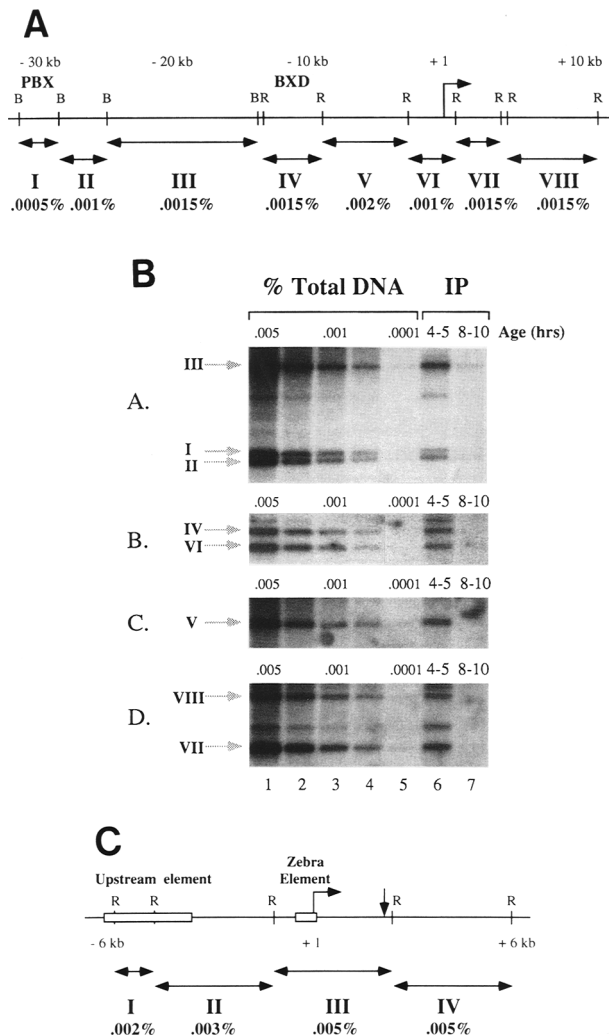 A
- 30 kb - 20 kb - 10 kb + 1 + 10 kb
PBX BXD
B B B B R R R R R R R
I II III IV V VI VII VIII
.0005% .001% .0015% .0015% .002% .001% .0015% .0015%
B
% Total DNA IP
.005 .001 .0001 4-5 8-10 Age (hrs)
III
A.
I
II
.005 .001 .0001 4-5 8-10
IV
B.
VI
.005 .001 .0001 4-5 8-10
C. V
.005 .001 .0001 4-5 8-10
VIII
D.
VII
1 2 3 4 5 6 7
C
Zebra
Upstream element Element
R R R R R
- 6 kb + 1 + 6 kb
I II III IV
.002% .003% .005% .005%